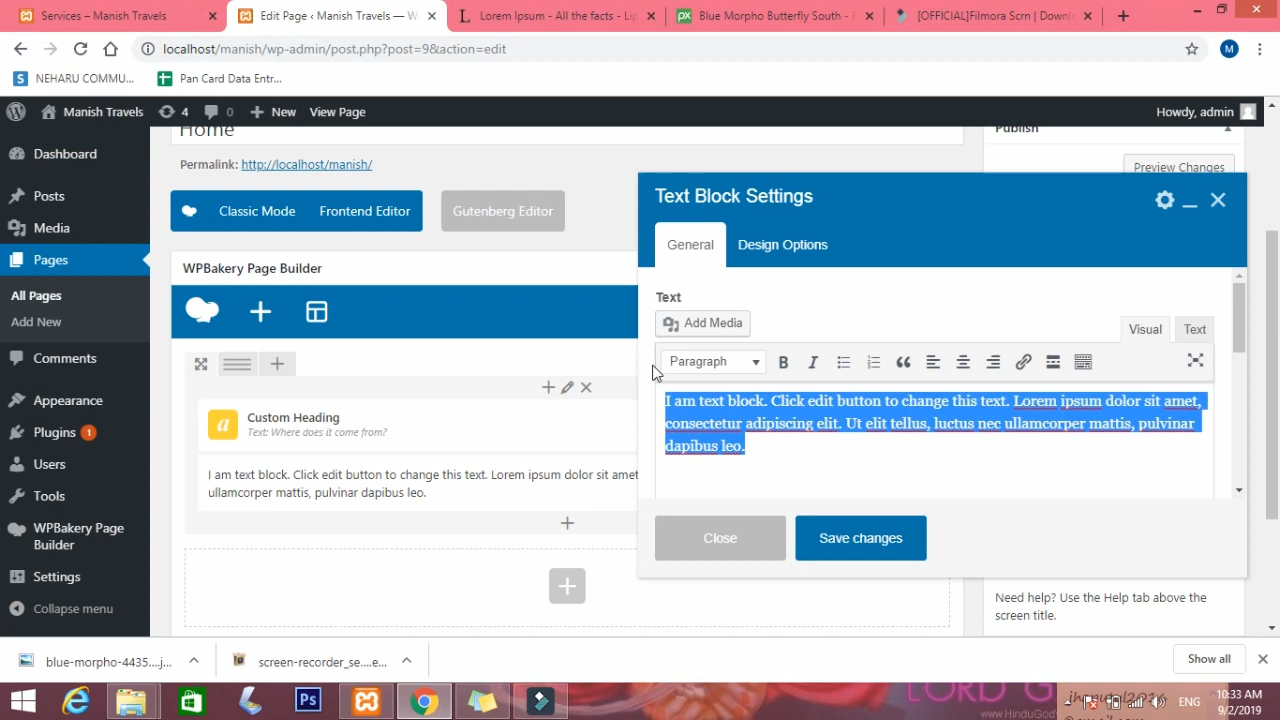 Services – Manish Travels
Edit Page ‹ Manish Travels — W
Lorem Ipsum - All the facts - Lip
Blue Morpho Butterfly South - F
[OFFICIAL]Filmora Scrn | Downl
localhost/manish/wp-admin/post.php?post=9&action=edit
M
NEHARU COMMU...
Pan Card Data Entr...
Manish Travels
4
0
New
View Page
Howdy, admin
Dashboard
Posts
Media
Pages
All Pages
Add New
Comments
Appearance
Plugins 1
Users
Tools
WPBakery Page
Builder
Settings
Collapse menu
Home
Permalink: http://localhost/manish/
Classic Mode
Frontend Editor
Gutenberg Editor
WPBakery Page Builder
Custom Heading
Text: Where does it come from?
I am text block. Click edit button to change this text. Lorem ipsum dolor sit amet
ullamcorper mattis, pulvinar dapibus leo.
Publish
Preview Changes
Text Block Settings
General
Design Options
Text
Add Media
Visual
Text
Paragraph
B
I
I am text block. Click edit button to change this text. Lorem ipsum dolor sit amet,
consectetur adipiscing elit. Ut elit tellus, luctus nec ullamcorper mattis, pulvinar
dapibus leo.
Close
Save changes
Need help? Use the Help tab above the
screen title.
blue-morpho-4435....j...
screen-recorder_se....e...
Show all
Ps
LORD G
www.HinduGod
ENG
10:33 AM
9/2/2019